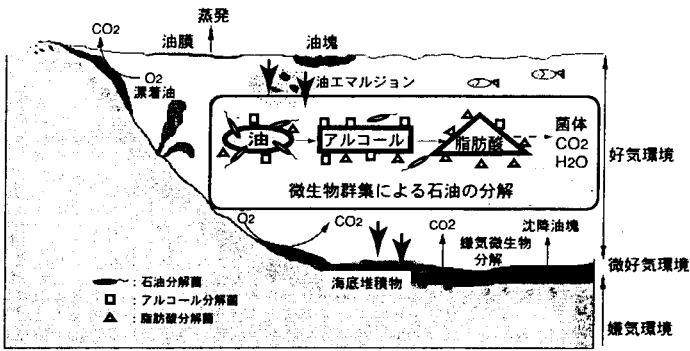 蒸発
CO2
油膜
油塊
O2
漂着油
油エマルジョン
油
アルコール
脂肪酸
菌体
CO2
H2O
好気環境
微生物群集による石油の分解
O2
CO2
CO2
嫌気微生物
分解
沈降油塊
微好気環境
海底堆積物
:石油分解菌
:アルコール分解菌
:脂肪酸分解菌
嫌気環境